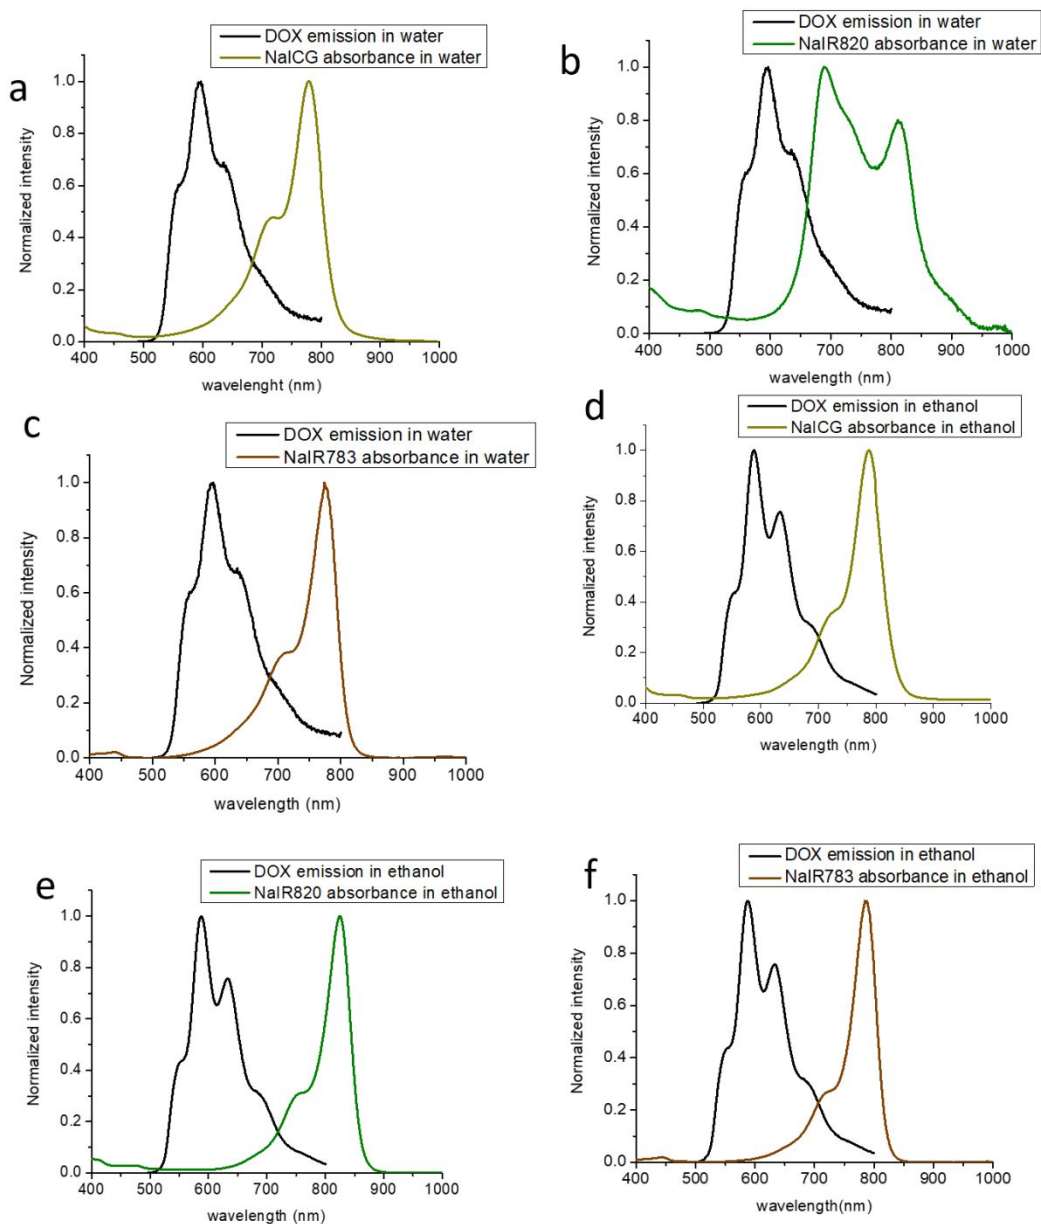 a
DOX emission in water
NaICG absorbance in water
Normalized intensity
1.0
0.8
0.6
0.4
0.2
0.0
400 500 600 700 800 900 1000
wavelenght (nm)
b
DOX emission in water
NaIR820 absorbance in water
Normalized intensity
1.0
0.8
0.6
0.4
0.2
0.0
400 500 600 700 800 900 1000
wavelength (nm)
c
DOX emission in water
NaIR783 absorbance in water
Normalized intensity
1.0
0.8
0.6
0.4
0.2
0.0
400 500 600 700 800 900 1000
wavelength (nm)
d
DOX emission in ethanol
NaICG absorbance in ethanol
Normalized intensity
1.0
0.8
0.6
0.4
0.2
0.0
400 500 600 700 800 900 1000
wavelength (nm)
e
DOX emission in ethanol
NaIR820 absorbance in ethanol
Normalized intensity
1.0
0.8
0.6
0.4
0.2
0.0
400 500 600 700 800 900 1000
wavelength (nm)
f
DOX emission in ethanol
NaIR783 absorbance in ethanol
Normalized intensity
1.0
0.8
0.6
0.4
0.2
0.0
400 500 600 700 800 900 1000
wavelength(nm)